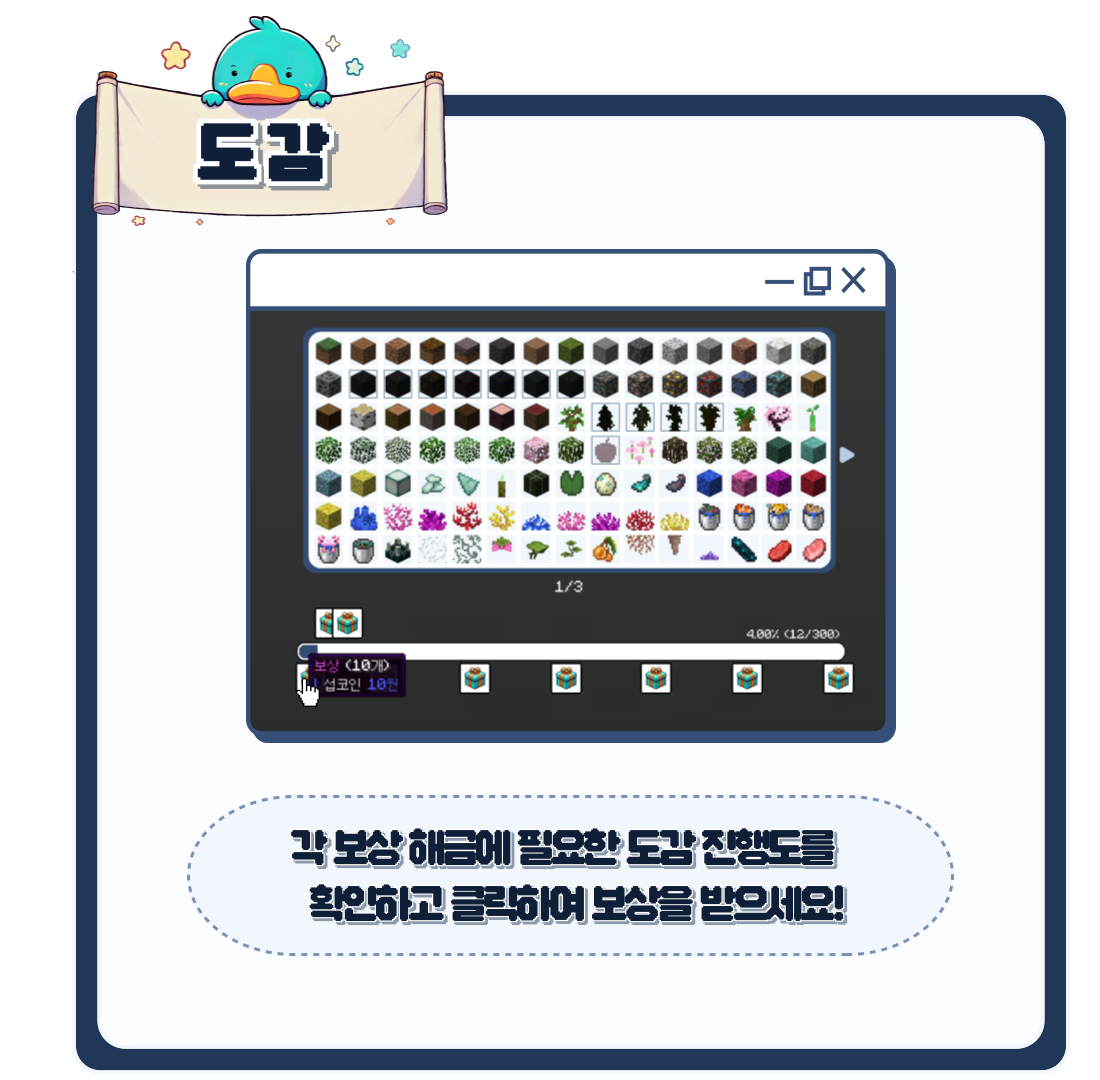 도감
1/3
4.00% (12/300)
보상 (10개)
섭코인 10원
각 보상 해금에 필요한 도감 진행도를
확인하고 클릭하여 보상을 받으세요!